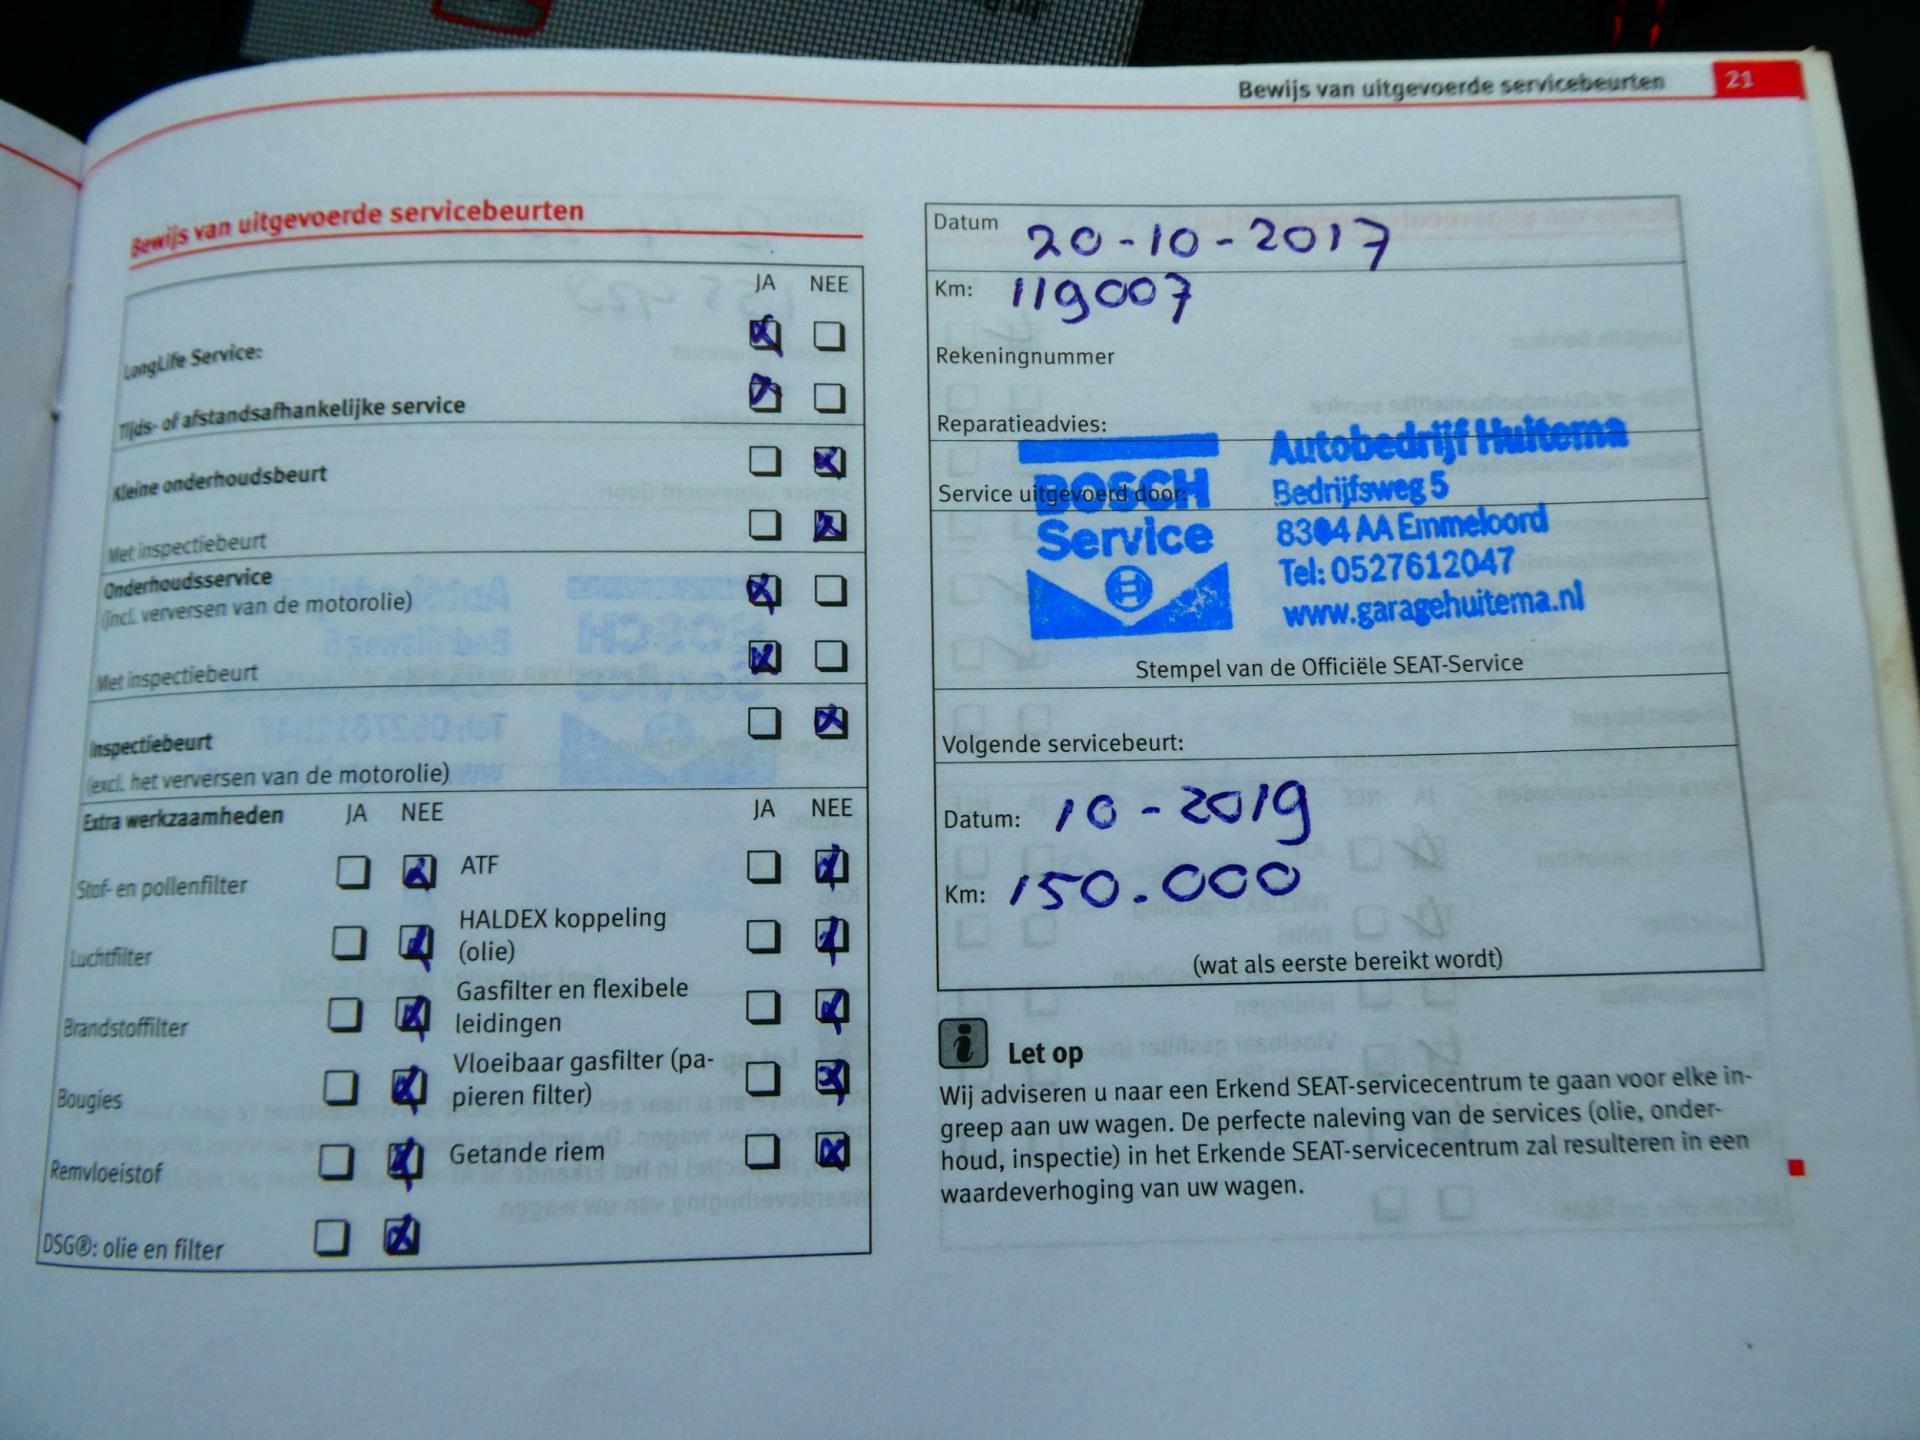 Bewijs van uitgevoerde servicebeurten 21
Bewijs van uitgevoerde servicebeurten
JA NEE
LongLife Service:
Tijds- of afstandsafhankelijke service
Kleine onderhoudsbeurt
Met inspectiebeurt
Onderhoudsservice
(incl. verversen van de motorolie)
Met inspectiebeurt
Inspectiebeurt
(excl. het verversen van de motorolie)
Extra werkzaamheden JA NEE JA NEE
Stof- en pollenfilter
ATF
Luchtfilter
HALDEX koppeling
(olie)
Brandstoffilter
Gasfilter en flexibele
leidingen
Bougies
Vloeibaar gasfilter (pa-
pieren filter)
Remvloeistof
Getande riem
DSG®: olie en filter
Datum 20-10-2017
Km: 119007
Rekeningnummer
Reparatieadvies:
Service uitgevoerd door:
BOSCH
Service
Autobedrijf Huitema
Bedrijfsweg 5
8304 AA Emmeloord
Tel: 0527612047
www.garagehuitema.nl
Stempel van de Officiële SEAT-Service
Volgende servicebeurt:
Datum: 10-2019
Km: 150.000
(wat als eerste bereikt wordt)
i Let op
Wij adviseren u naar een Erkend SEAT-servicecentrum te gaan voor elke in-
greep aan uw wagen. De perfecte naleving van de services (olie, onder-
houd, inspectie) in het Erkende SEAT-servicecentrum zal resulteren in een
waardeverhoging van uw wagen.